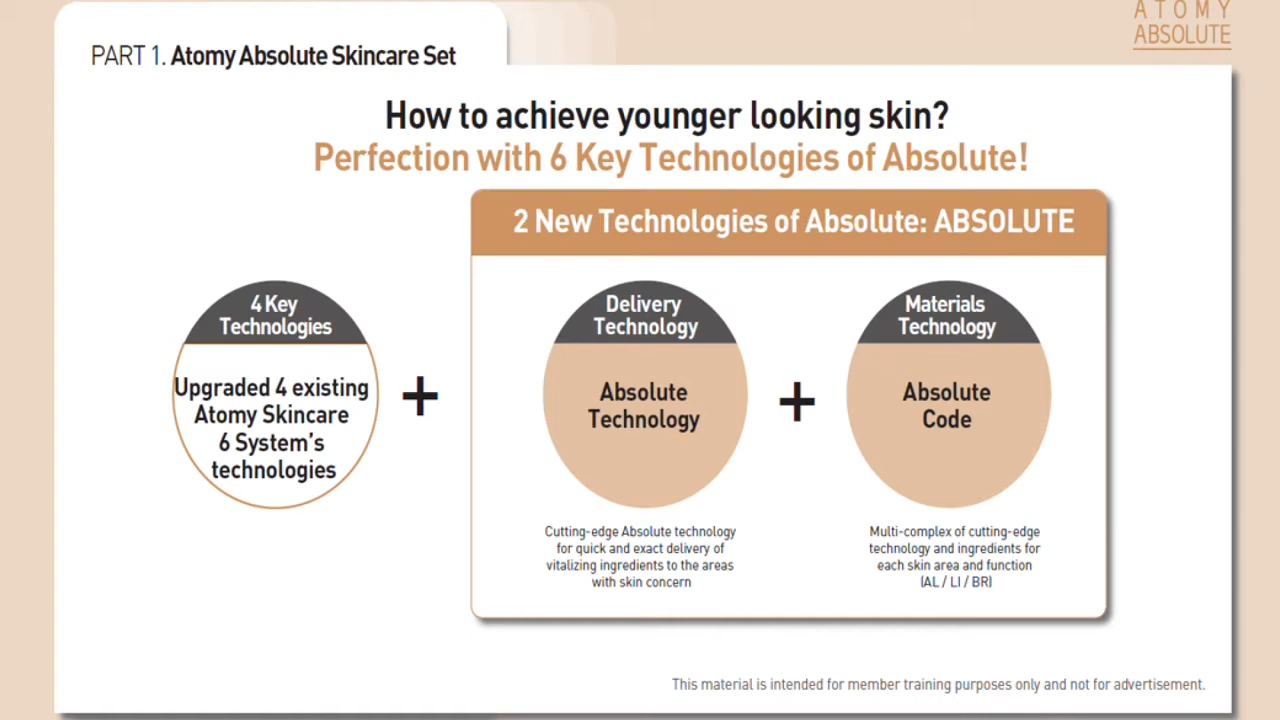 ATOMY
ABSOLUTE
PART 1. Atomy Absolute Skincare Set
How to achieve younger looking skin?
Perfection with 6 Key Technologies of Absolute!
2 New Technologies of Absolute: ABSOLUTE
4 Key
Technologies
Upgraded 4 existing
Atomy Skincare
6 System's
technologies
+
Delivery
Technology
Absolute
Technology
Cutting-edge Absolute technology
for quick and exact delivery of
vitalizing ingredients to the areas
with skin concern
+
Materials
Technology
Absolute
Code
Multi-complex of cutting-edge
technology and ingredients for
each skin area and function
(AL / LI / BR)
This material is intended for member training purposes only and not for advertisement.